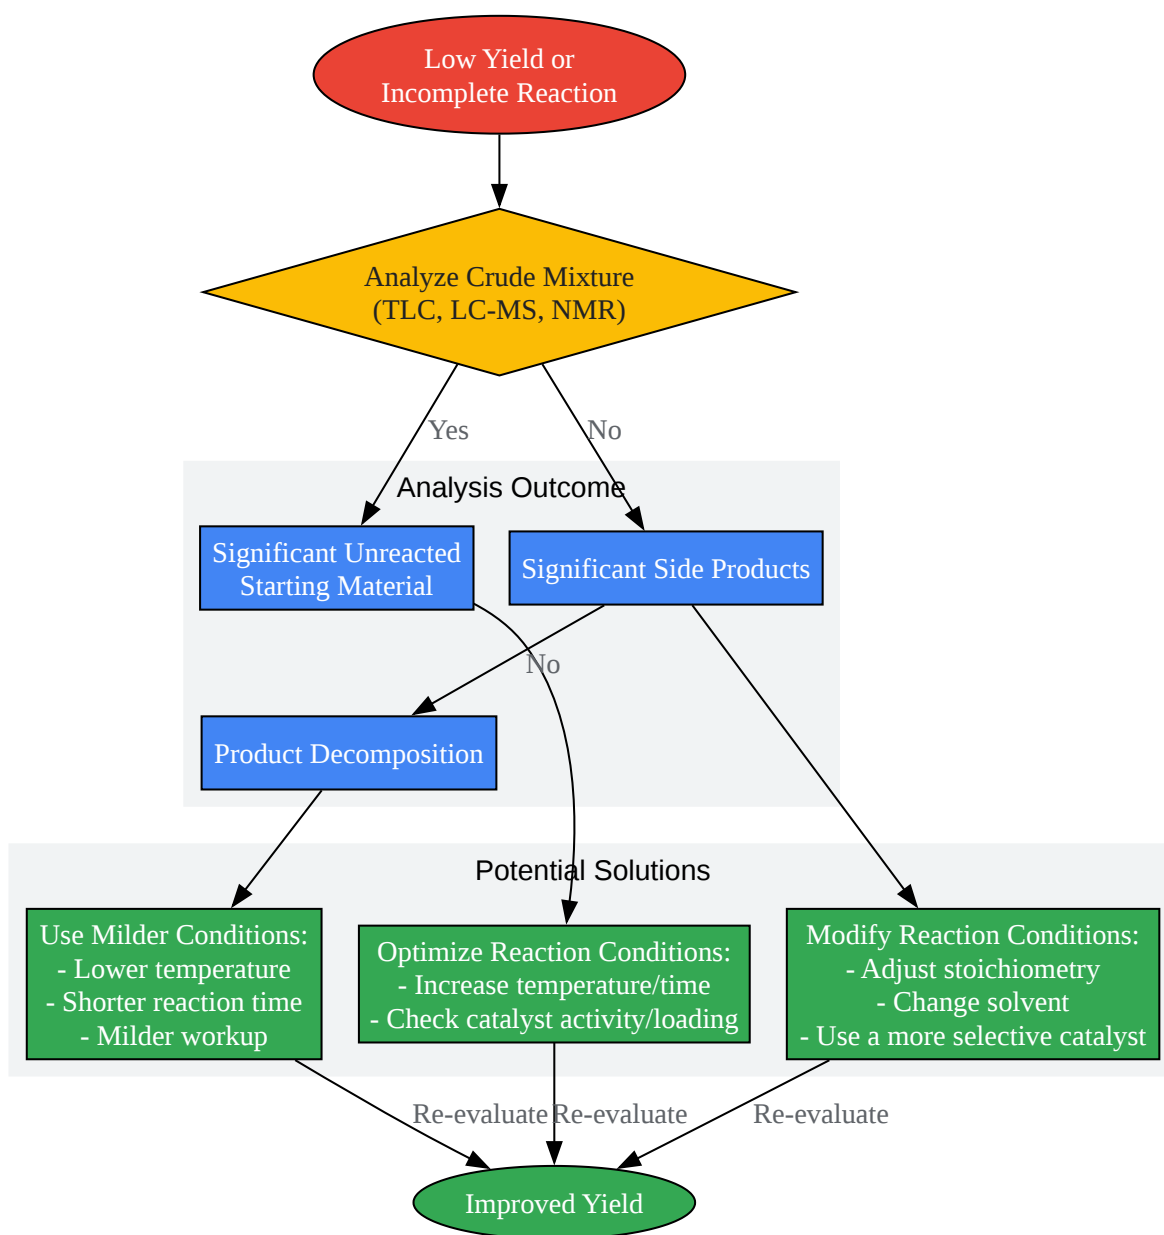 Low Yield or
Incomplete Reaction
Analyze Crude Mixture
(TLC, LC-MS, NMR)
Yes
No
Analysis Outcome
Significant Unreacted
Starting Material
Significant Side Products
No
Product Decomposition
Potential Solutions
Use Milder Conditions:
- Lower temperature
- Shorter reaction time
- Milder workup
Optimize Reaction Conditions:
- Increase temperature/time
- Check catalyst activity/loading
Modify Reaction Conditions:
- Adjust stoichiometry
- Change solvent
- Use a more selective catalyst
Re-evaluate
Re-evaluate
Re-evaluate
Improved Yield